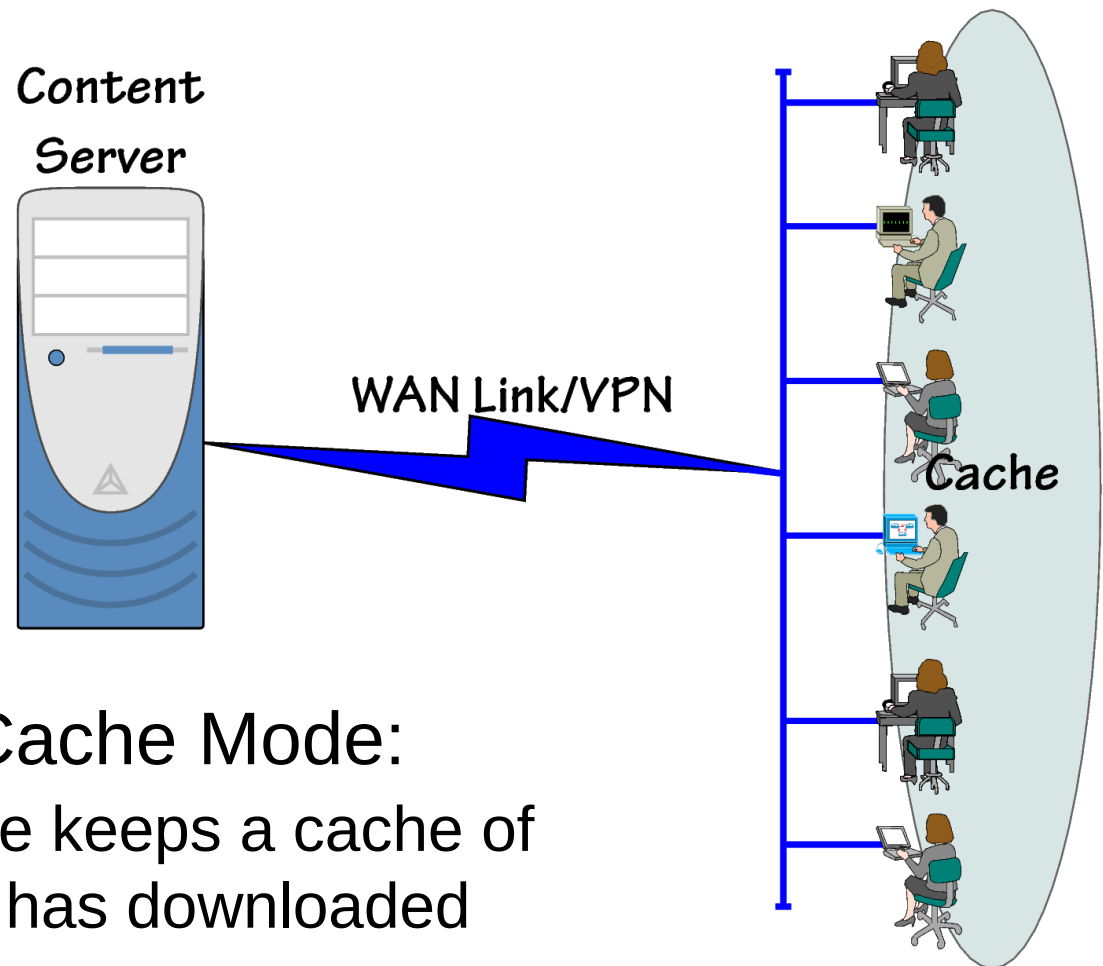 Content
Server
WAN Link/VPN
Cache
Cache Mode:
e keeps a cache of
has downloaded